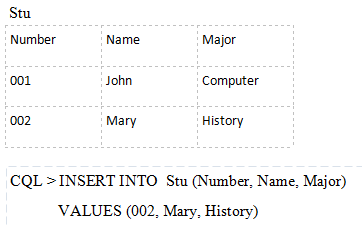 Stu
Number Name Major
001 John Computer
002 Mary History
CQL > INSERT INTO Stu (Number, Name, Major)
VALUES (002, Mary, History)